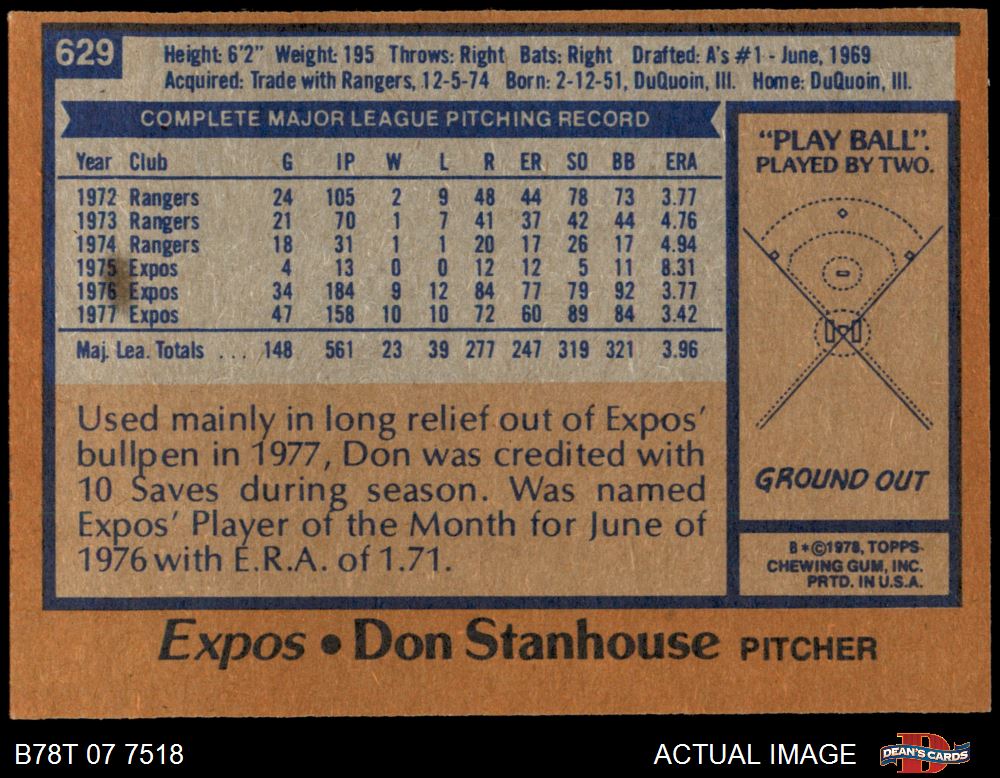 629
Height: 6'2" Weight: 195 Throws: Right Bats: Right Drafted: A's #1 - June, 1969
Acquired: Trade with Rangers, 12-5-74 Born: 2-12-51, DuQuoin, Ill. Home: DuQuoin, Ill.
COMPLETE MAJOR LEAGUE PITCHING RECORD
Year Club G IP W L R ER SO BB ERA
1972 Rangers 24 105 2 9 48 44 78 73 3.77
1973 Rangers 21 70 1 7 41 37 42 44 4.76
1974 Rangers 18 31 1 1 20 17 26 17 4.94
1975 Expos 4 13 0 0 12 12 5 11 8.31
1976 Expos 34 184 9 12 84 77 79 92 3.77
1977 Expos 47 158 10 10 72 60 89 84 3.42
Maj. Lea. Totals ... 148 561 23 39 277 247 319 321 3.96
Used mainly in long relief out of Expos'
bullpen in 1977, Don was credited with
10 Saves during season. Was named
Expos' Player of the Month for June of
1976 with E.R.A. of 1.71.
"PLAY BALL".
PLAYED BY TWO.
GROUND OUT
B*©1978, TOPPS
CHEWING GUM, INC.
PRTD. IN U.S.A.
Expos • Don Stanhouse PITCHER
B78T 07 7518 ACTUAL IMAGE
D
DEAN'S CARDS